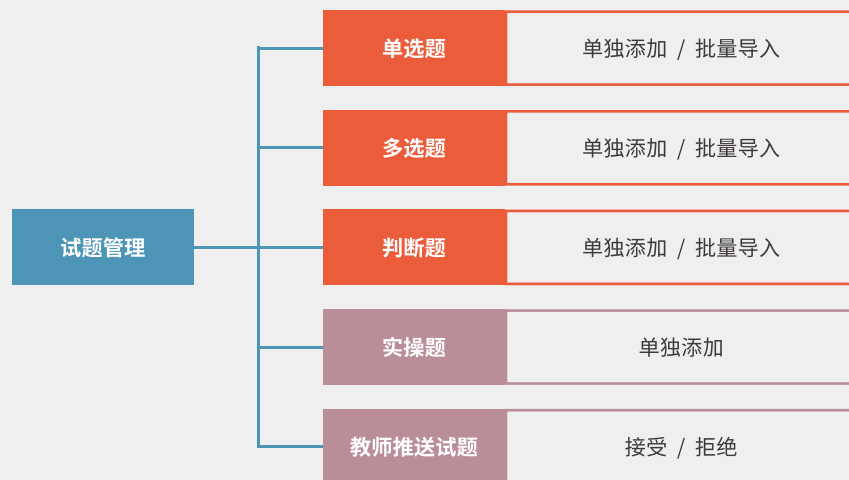 单选题
单独添加 / 批量导入
多选题
单独添加 / 批量导入
试题管理
判断题
单独添加 / 批量导入
实操题
单独添加
教师推送试题
接受 / 拒绝